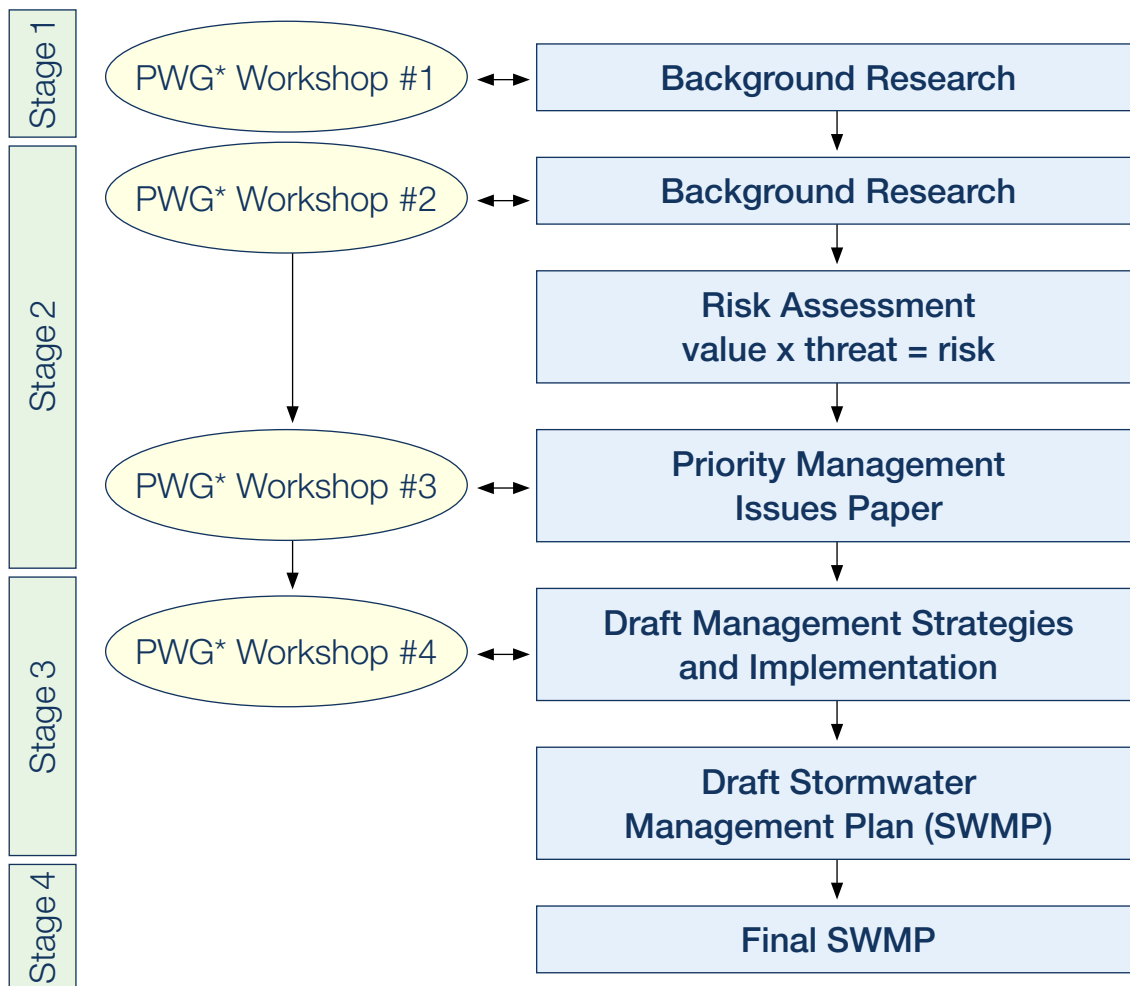 Stage 1
PWG* Workshop #1
Background Research
Stage 2
PWG* Workshop #2
Background Research
Risk Assessment
value x threat = risk
PWG* Workshop #3
Priority Management
Issues Paper
Stage 3
PWG* Workshop #4
Draft Management Strategies
and Implementation
Draft Stormwater
Management Plan (SWMP)
Stage 4
Final SWMP